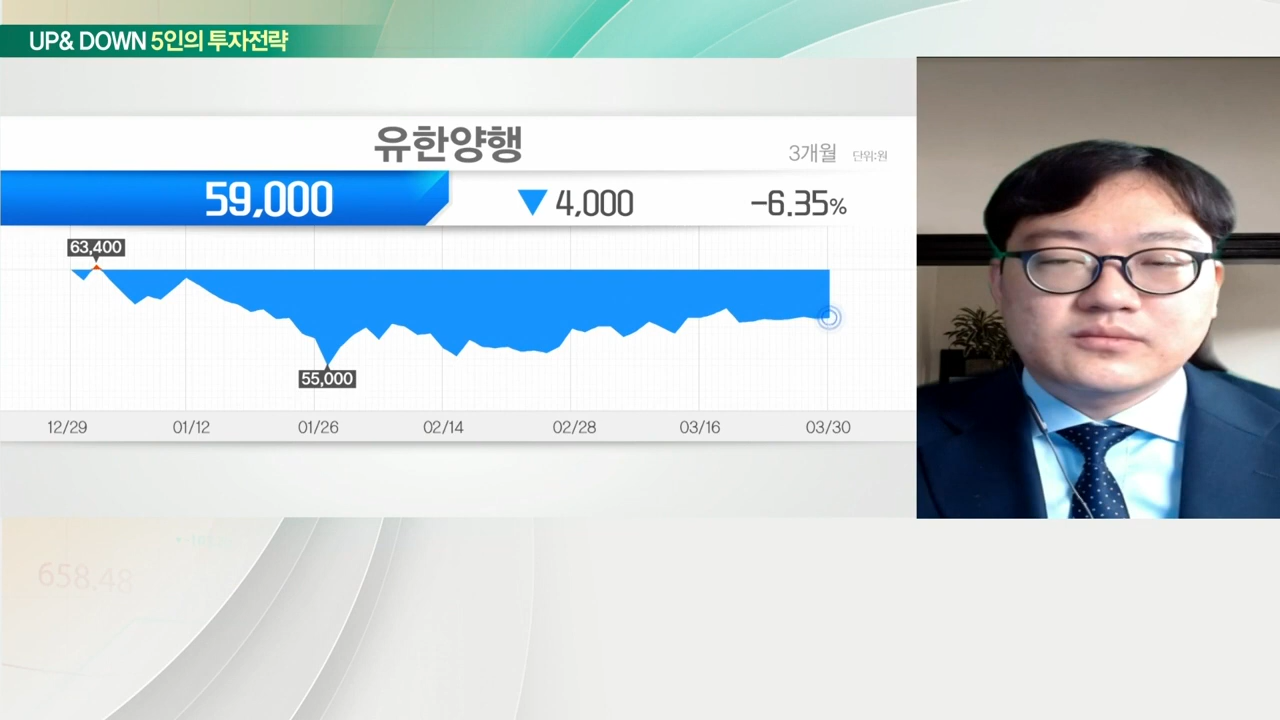 UP& DOWN 5인의 투자전략
유한양행
3개월 단위:원
59,000 ▼ 4,000 -6.35%
63,400
55,000
12/29 01/12 01/26 02/14 02/28 03/16 03/30
658.48